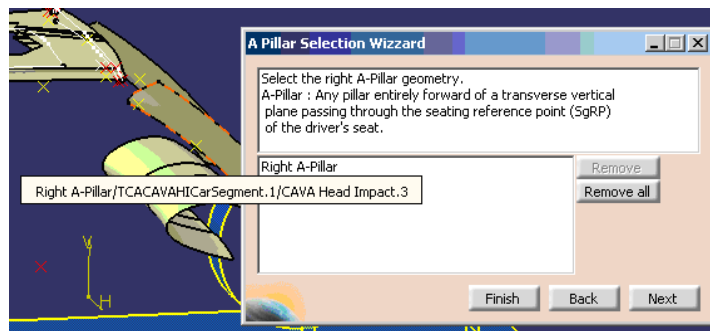 A Pillar Selection Wizzard
Select the right A-Pillar geometry.
A-Pillar : Any pillar entirely forward of a transverse vertical
plane passing through the seating reference point (SgRP)
of the driver's seat.
Right A-Pillar
Remove
Remove all
Right A-Pillar/TCACAVAHICarSegment.1/CAVA Head Impact.3
V
H
Finish Back Next